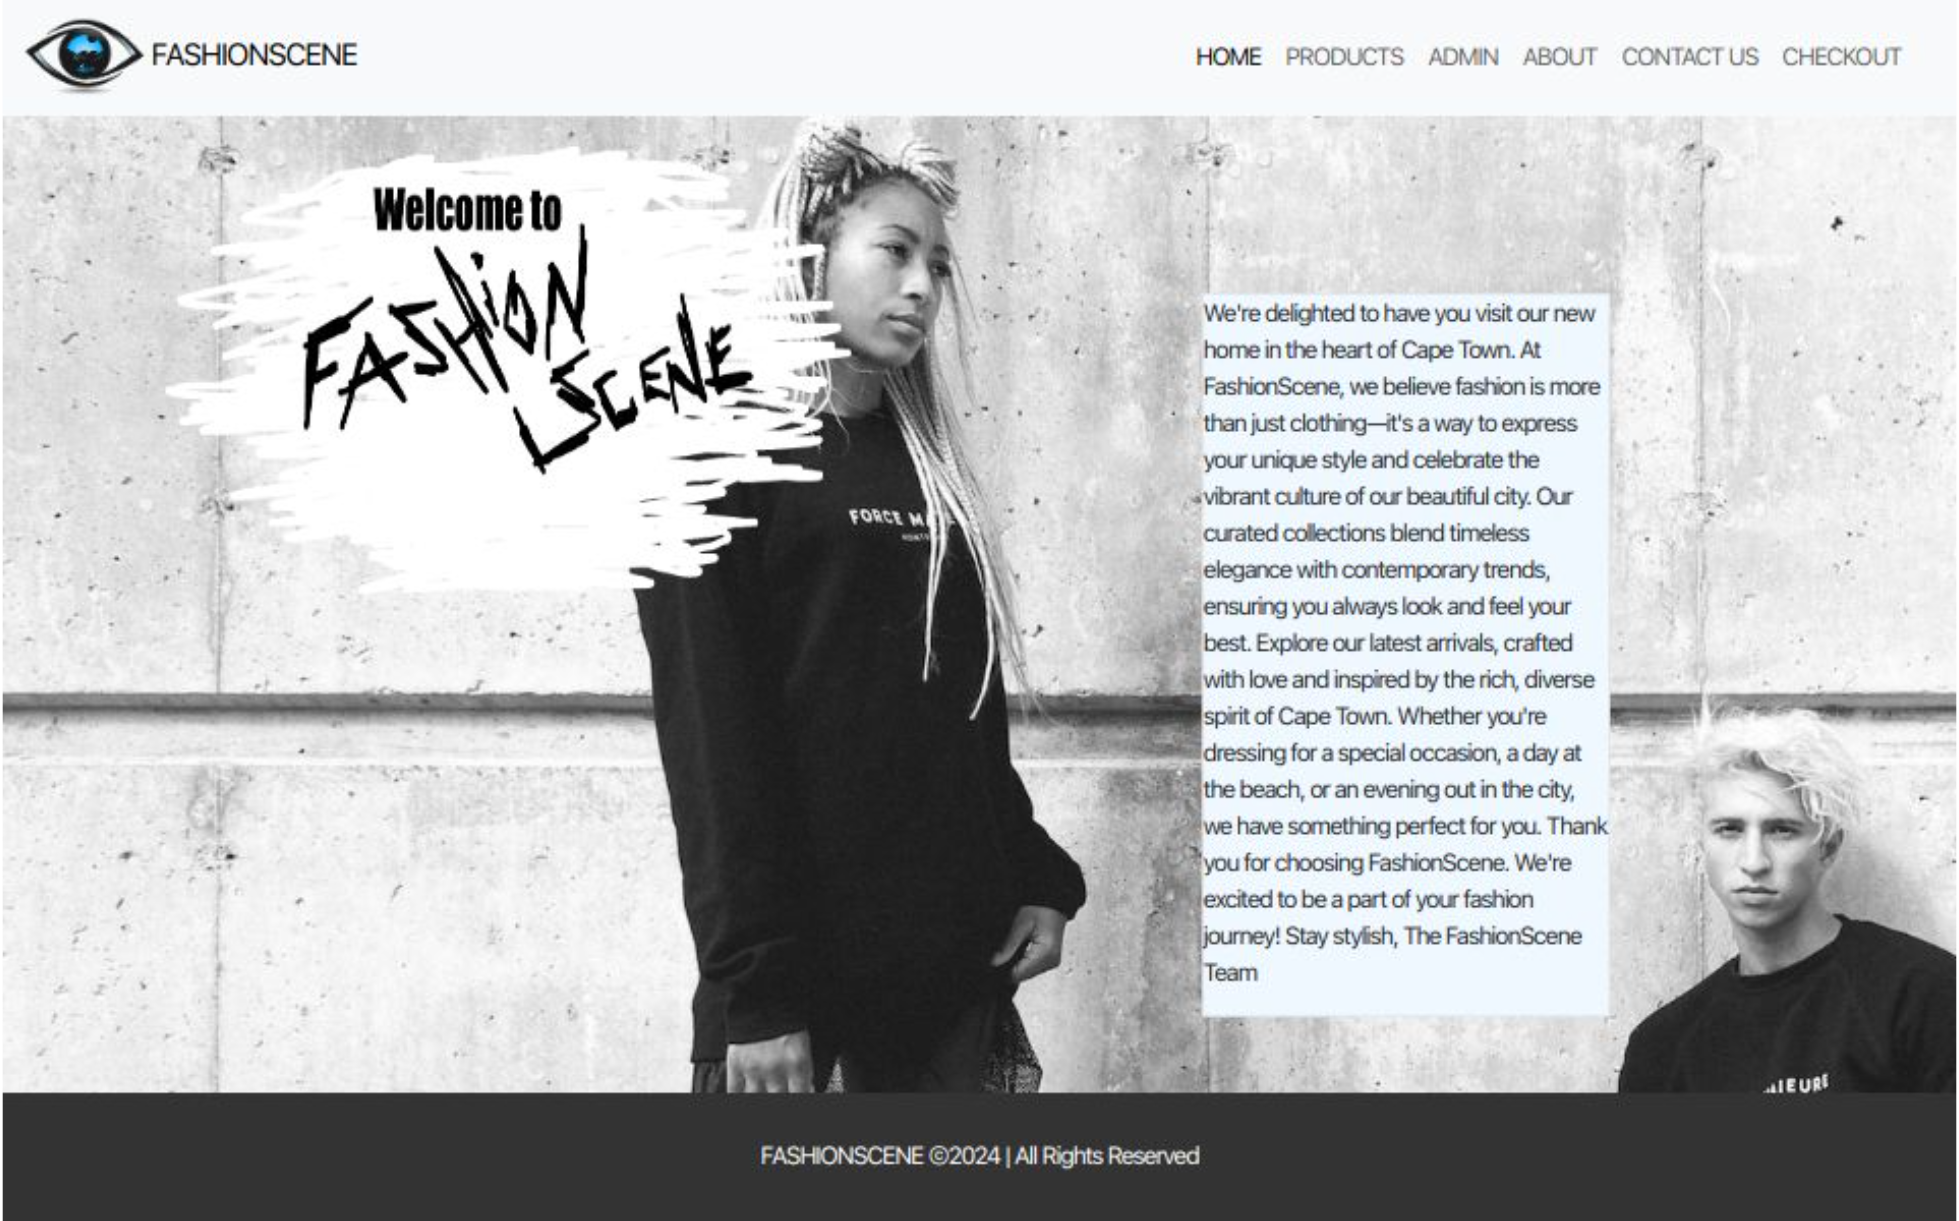 FASHIONSCENE
HOME PRODUCTS ADMIN ABOUT CONTACT US CHECKOUT
Welcome to
FASHiON
SCENE
FORCE
We're delighted to have you visit our new
home in the heart of Cape Town. At
FashionScene, we believe fashion is more
than just clothing—it's a way to express
your unique style and celebrate the
vibrant culture of our beautiful city. Our
curated collections blend timeless
elegance with contemporary trends,
ensuring you always look and feel your
best. Explore our latest arrivals, crafted
with love and inspired by the rich, diverse
spirit of Cape Town. Whether you're
dressing for a special occasion, a day at
the beach, or an evening out in the city,
we have something perfect for you. Thank
you for choosing FashionScene. We're
excited to be a part of your fashion
journey! Stay stylish, The FashionScene
Team
FASHIONSCENE ©2024 | All Rights Reserved